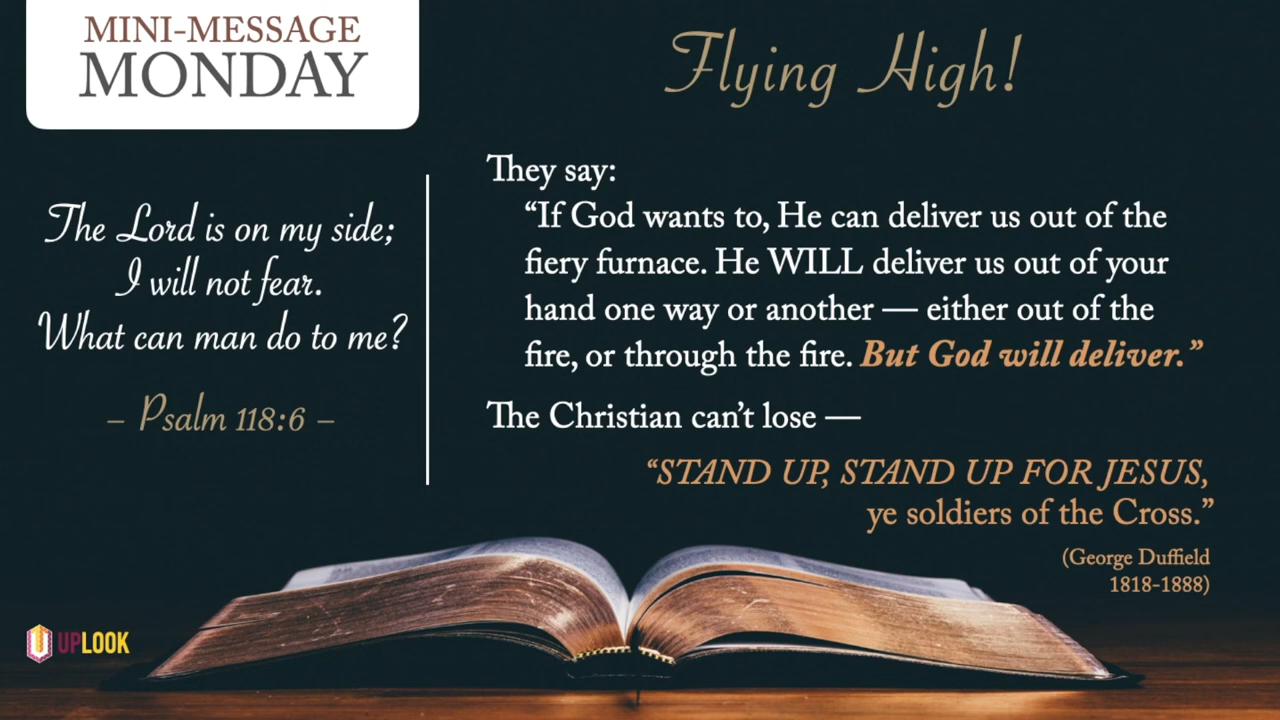 MINI-MESSAGE
MONDAY
The Lord is on my side;
I will not fear.
What can man do to me?
– Psalm 118:6 –
Flying High!
They say:
“If God wants to, He can deliver us out of the
fiery furnace. He WILL deliver us out of your
hand one way or another — either out of the
fire, or through the fire. But God will deliver.”
The Christian can’t lose —
“STAND UP, STAND UP FOR JESUS,
ye soldiers of the Cross.”
(George Duffield
1818-1888)
UPLOOK